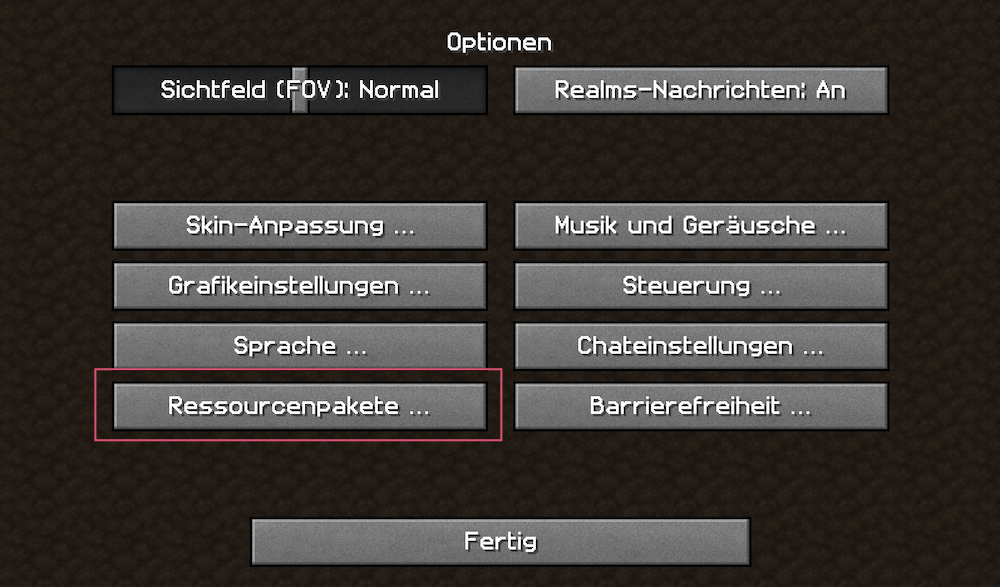 Optionen
Sichtfeld (FOV): Normal
Realms-Nachrichten: An
Skin-Anpassung ...
Musik und Geräusche ...
Grafikeinstellungen ...
Steuerung ...
Sprache ...
Chateinstellungen ...
Ressourcenpakete ...
Barrierefreiheit ...
Fertig